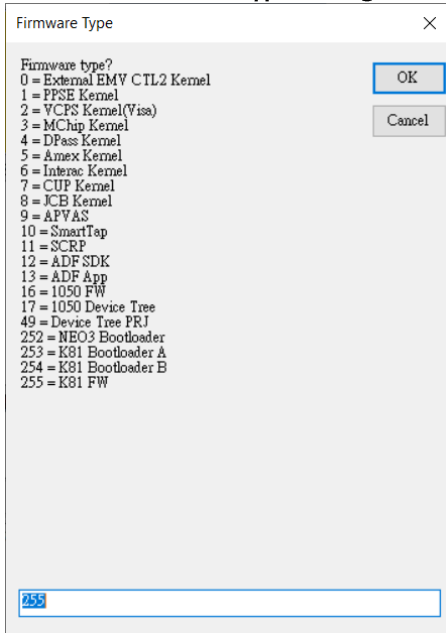 Firmware Type
Firmware type?
0 = External EMV CTL2 Kernel
1 = PPSE Kernel
2 = VCPS Kernel(Visa)
3 = MChip Kernel
4 = DPass Kernel
5 = Amex Kernel
6 = Interac Kernel
7 = CUP Kernel
8 = JCB Kernel
9 = APVAS
10 = SmartTap
11 = SCRP
12 = ADF SDK
13 = ADF App
16 = 1050 FW
17 = 1050 Device Tree
49 = Device Tree PRJ
252 = NEO3 Bootloader
253 = K81 Bootloader A
254 = K81 Bootloader B
255 = K81 FW
OK
Cancel
255